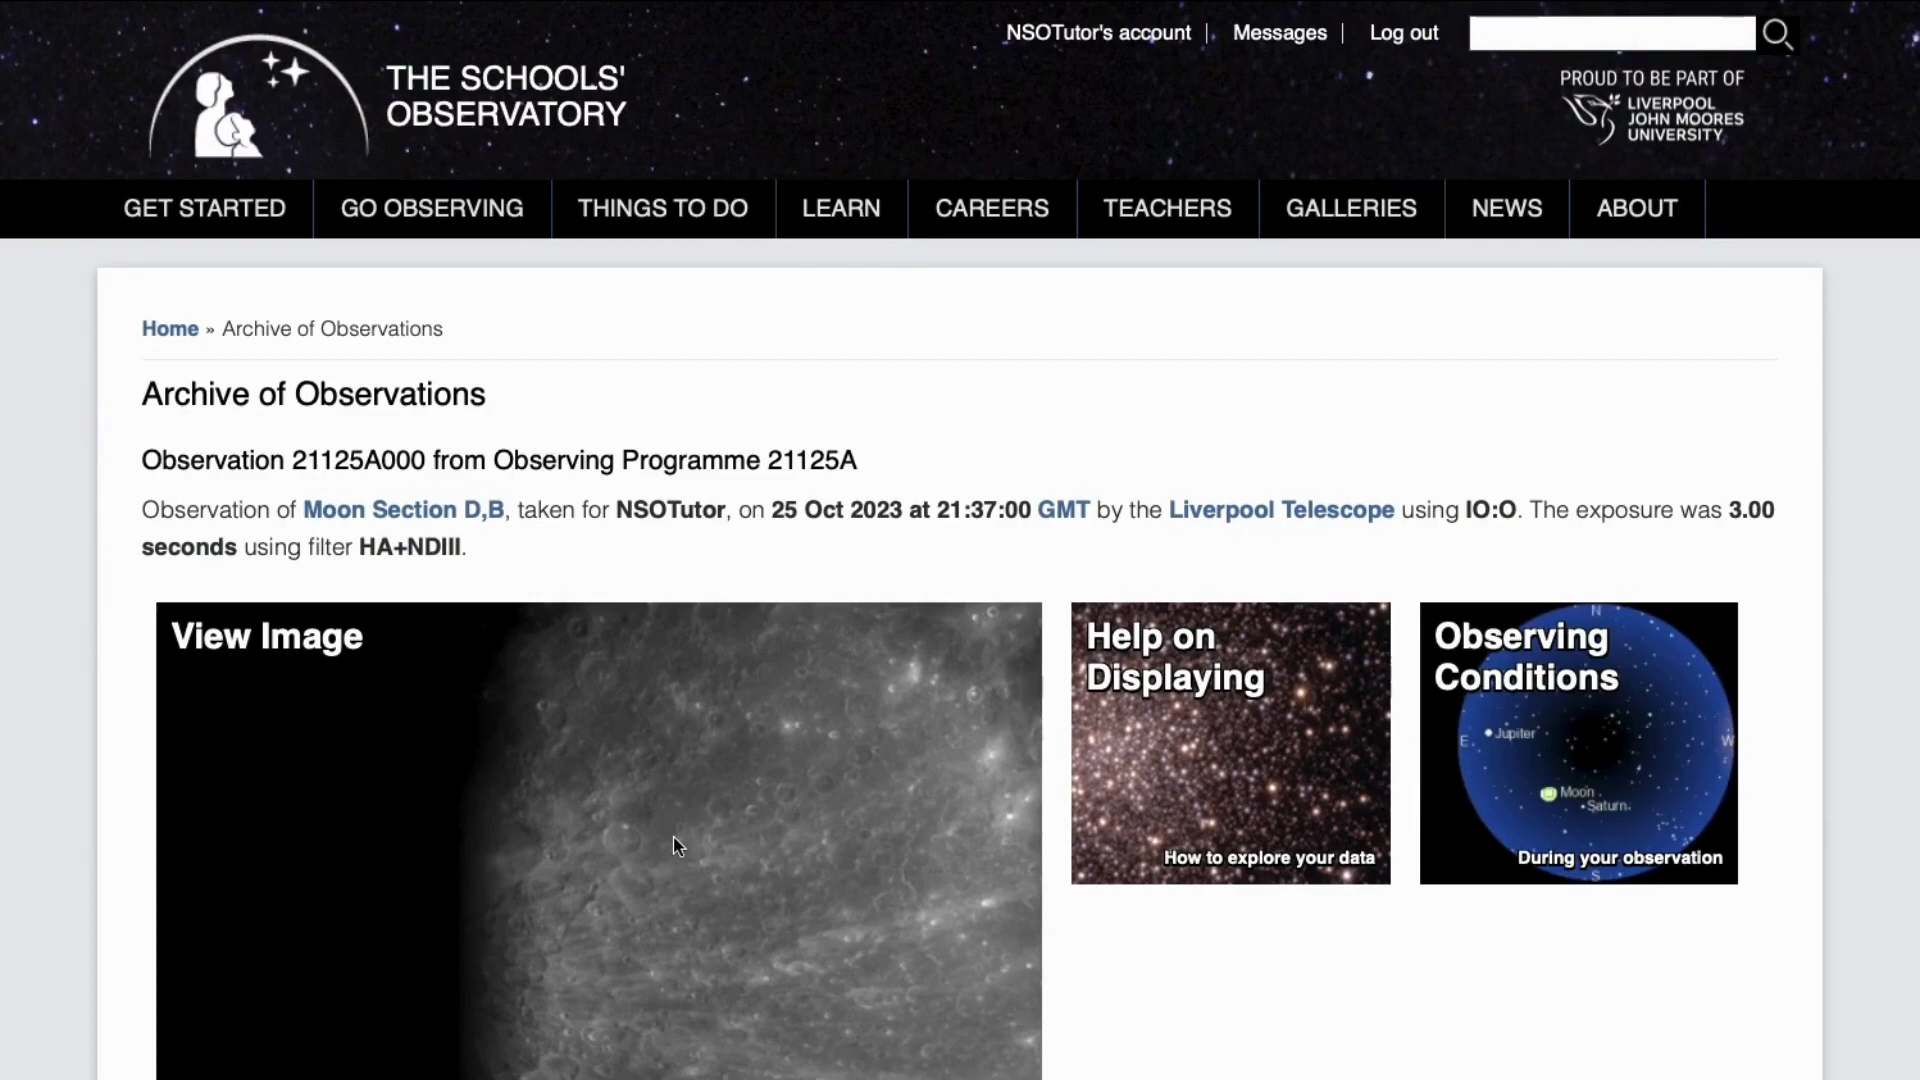 NSOTutor's account
Messages
Log out
THE SCHOOLS'
OBSERVATORY
PROUD TO BE PART OF
LIVERPOOL
JOHN MOORES
UNIVERSITY
GET STARTED
GO OBSERVING
THINGS TO DO
LEARN
CAREERS
TEACHERS
GALLERIES
NEWS
ABOUT
Home » Archive of Observations
Archive of Observations
Observation 21125A000 from Observing Programme 21125A
Observation of Moon Section D,B, taken for NSOTutor, on 25 Oct 2023 at 21:37:00 GMT by the Liverpool Telescope using IO:O. The exposure was 3.00
seconds using filter HA+NDIII.
View Image
Help on
Displaying
How to explore your data
Observing
Conditions
N
E
W
Jupiter
Moon
Saturn
During your observation
S